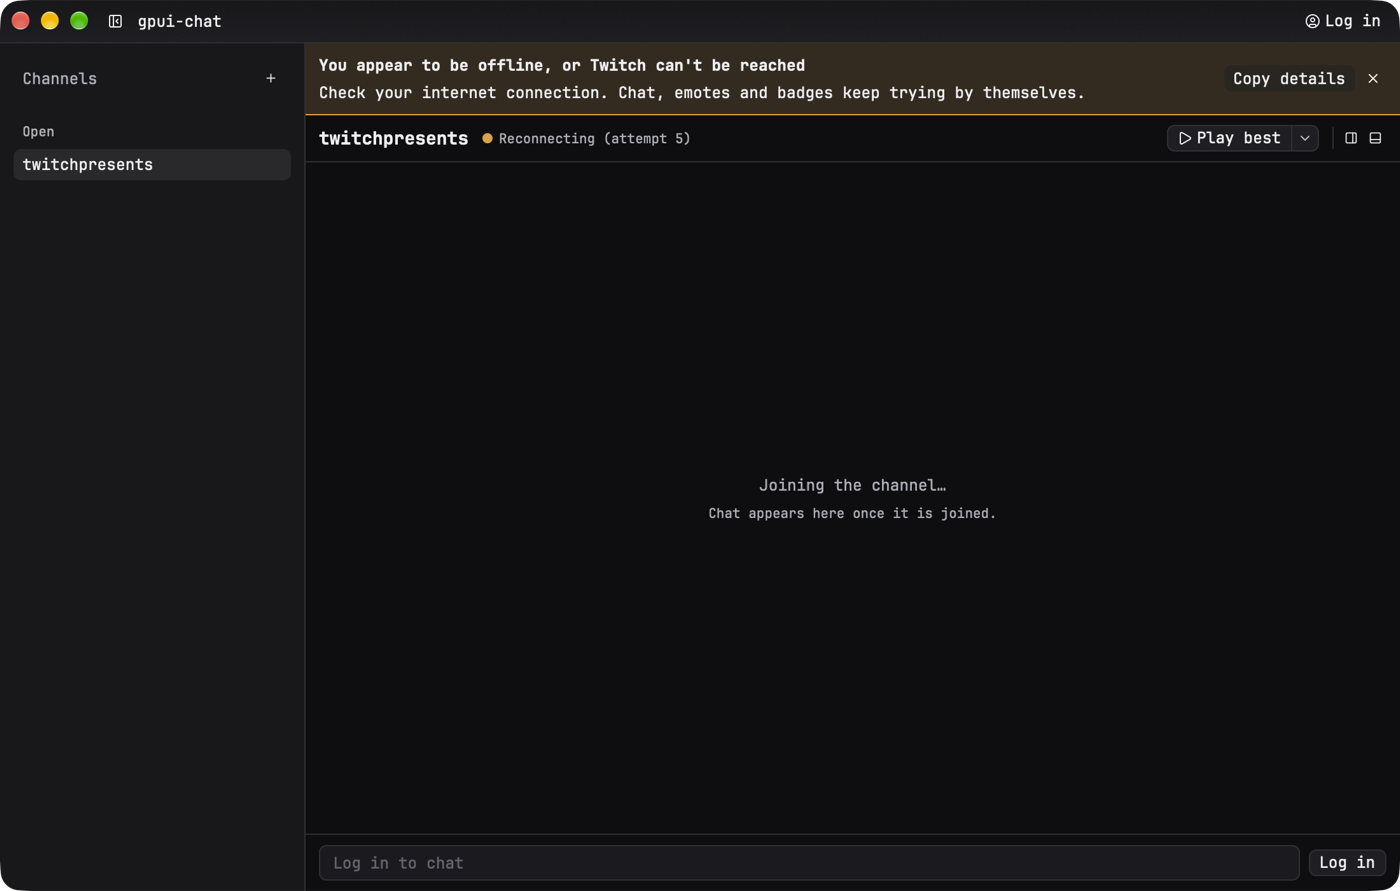 gpui-chat
Log in
Channels
+
Open
twitchpresents
You appear to be offline, or Twitch can't be reached
Check your internet connection. Chat, emotes and badges keep trying by themselves.
Copy details
twitchpresents
Reconnecting (attempt 5)
Play best
Joining the channel…
Chat appears here once it is joined.
Log in to chat
Log in